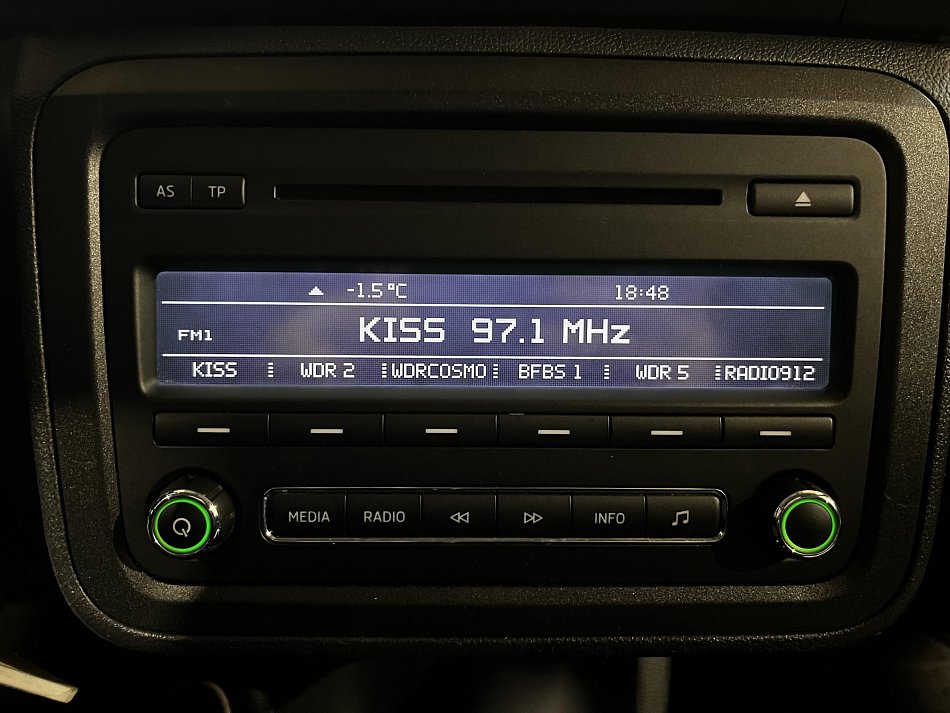 AS TP
-1.5°C 18:48
FM1 KISS 97.1 MHz
KISS WDR 2 WDRCOSMO BFBS 1 WDR 5 RADIO912
MEDIA RADIO INFO